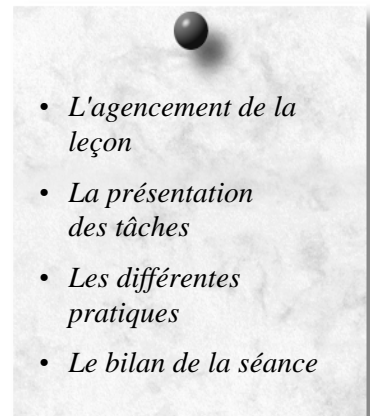 • L'agencement de la
leçon
• La présentation
des tâches
• Les différentes
pratiques
• Le bilan de la séance